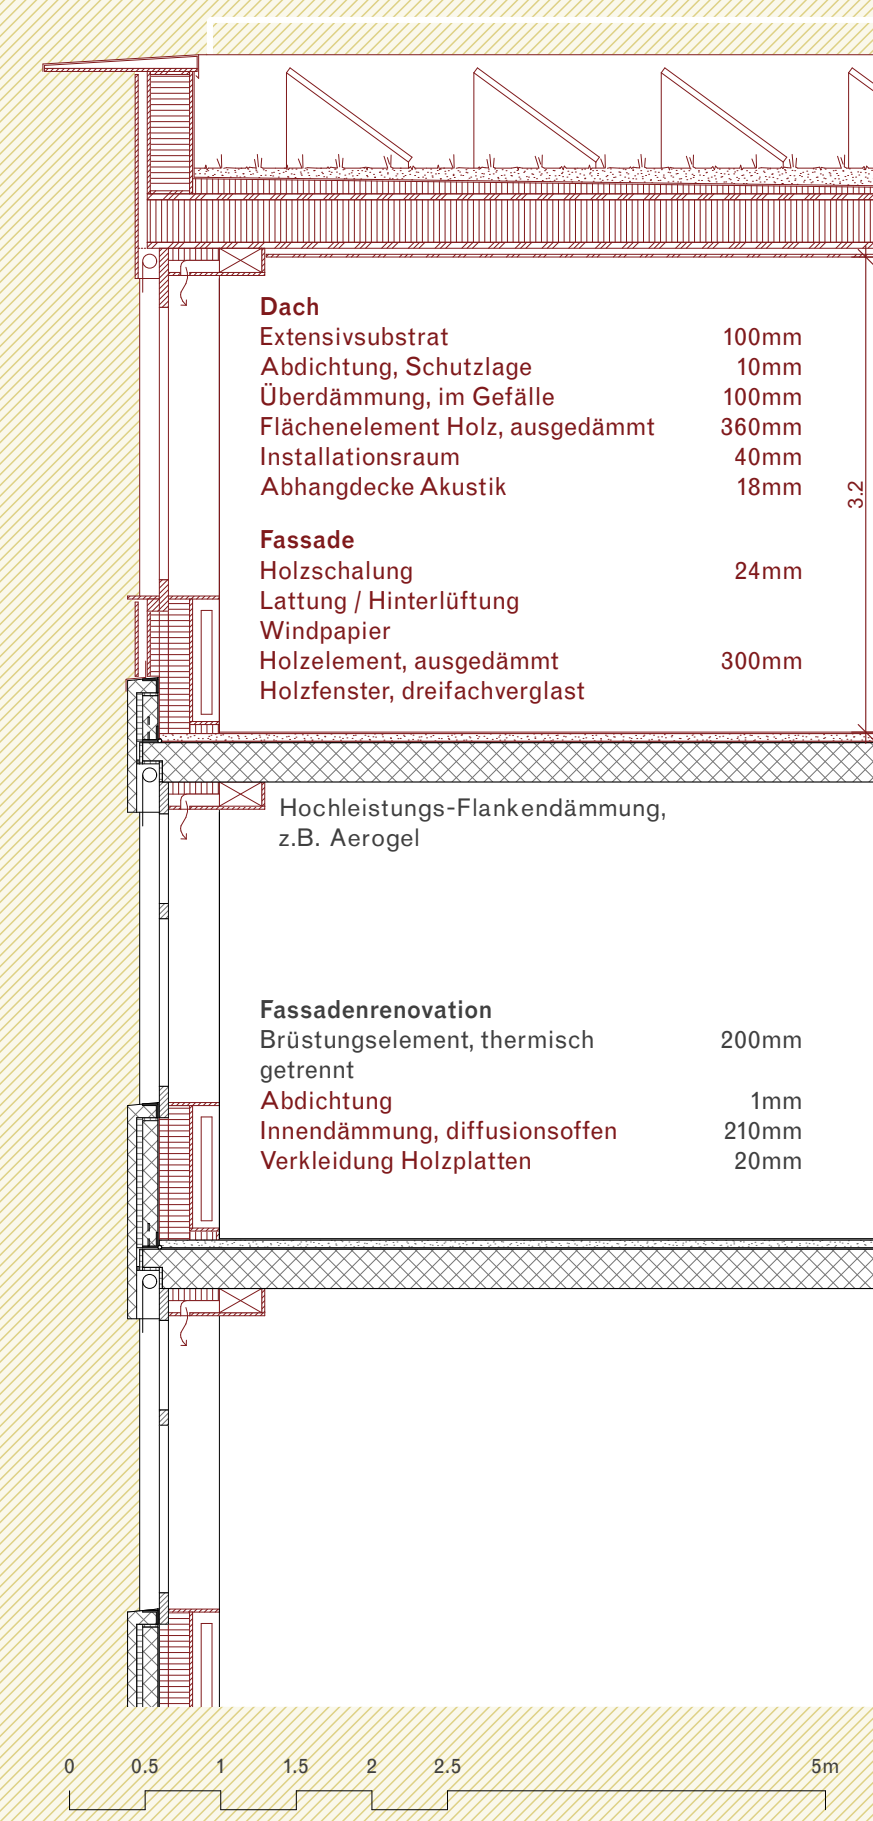 Dach
Extensivsubstrat 100mm
Abdichtung, Schutzlage 10mm
Überdämmung, im Gefälle 100mm
Flächenelement Holz, ausgedämmt 360mm
Installationsraum 40mm
Abhangdecke Akustik 18mm
3.2
Fassade
Holzschalung 24mm
Lattung / Hinterlüftung
Windpapier
Holzelement, ausgedämmt 300mm
Holzfenster, dreifachverglast
Hochleistungs-Flankendämmung,
z.B. Aerogel
Fassadenrenovation
Brüstungselement, thermisch 200mm
getrennt
Abdichtung 1mm
Innendämmung, diffusionsoffen 210mm
Verkleidung Holzplatten 20mm
0 0.5 1 1.5 2 2.5 5m